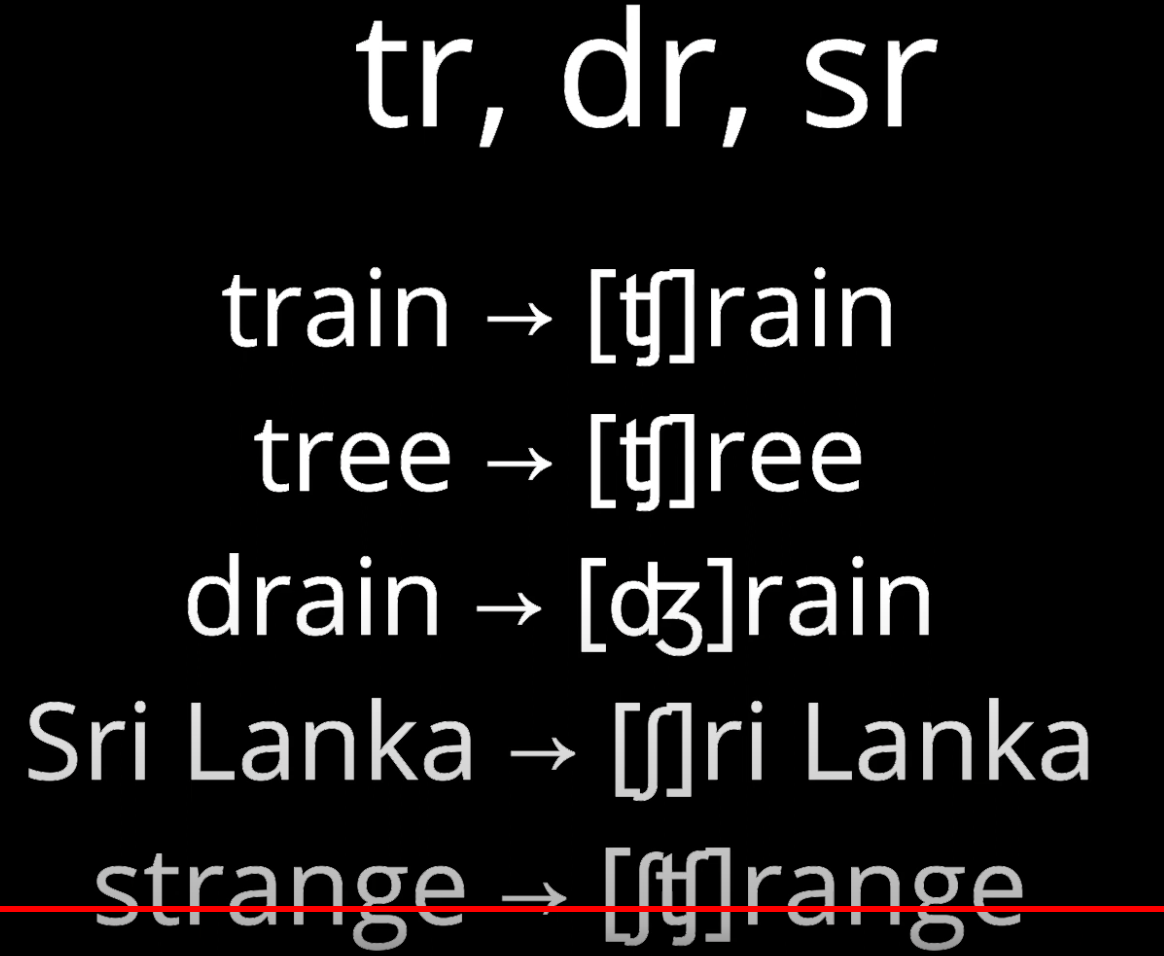 tr, dr, sr
train → [ʧ]rain
tree → [ʧ]ree
drain → [ʤ]rain
Sri Lanka → [ʃ]ri Lanka
strange → [ʃʧ]range